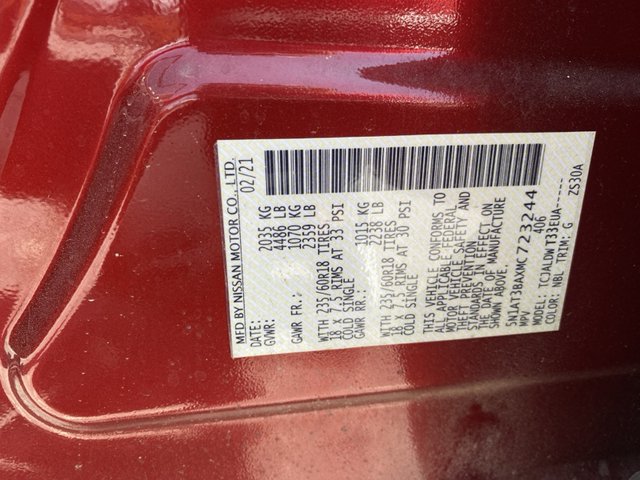 MFD BY NISSAN MOTOR CO., LTD.
DATE: 02/21
GVWR: 2035 KG
4486 LB
GAWR FR.: 1070 KG
2359 LB
WITH 235/60R18 TIRES
18 X 7.5 RIMS AT 33 PSI
COLD SINGLE
GAWR RR.: 1015 KG
2238 LB
WITH 235/60R18 TIRES
18 X 7.5 RIMS AT 30 PSI
COLD SINGLE
THIS VEHICLE CONFORMS TO
ALL APPLICABLE FEDERAL
MOTOR VEHICLE SAFETY AND
THEFT PREVENTION
STANDARDS IN EFFECT ON
THE DATE OF MANUFACTURE
SHOWN ABOVE.
5N1AT3BAXMC723244
MPV 406
MODEL: TCJALDWT33EUA-----
COLOR: NBL TRIM: G ZS30A